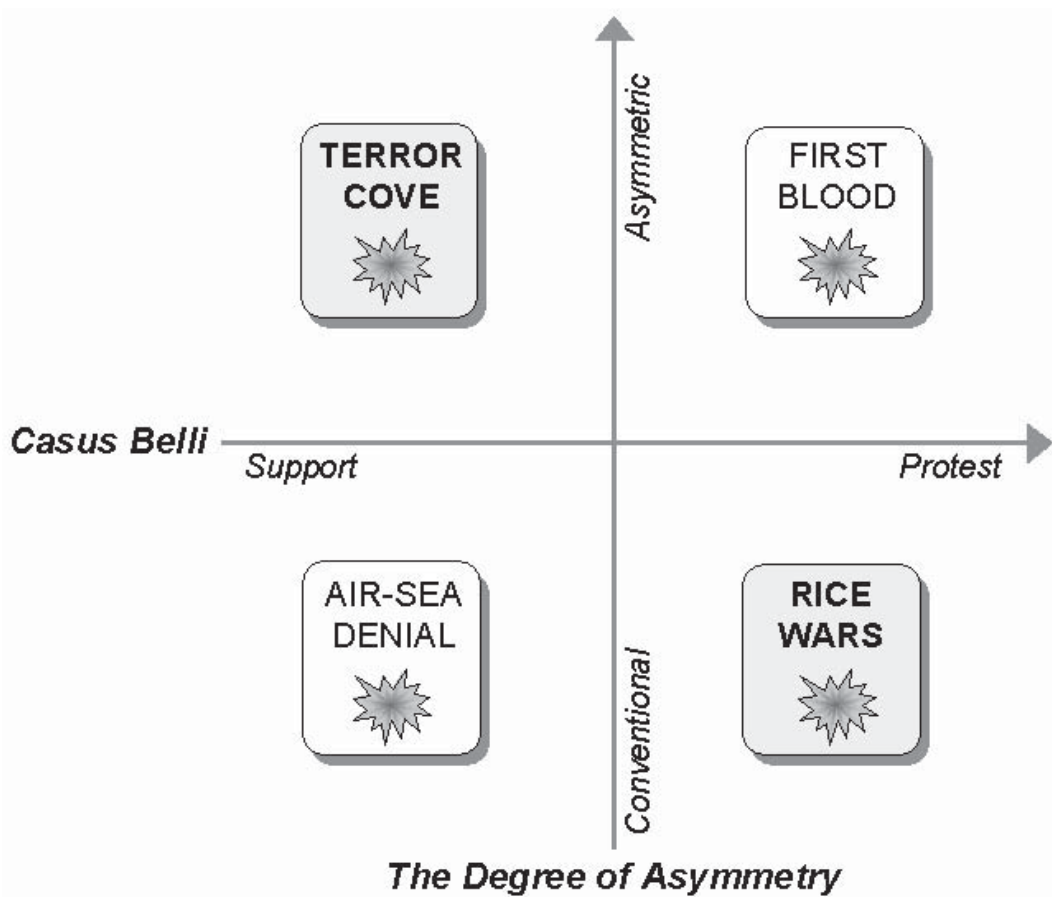 Asymmetric
TERROR
COVE
FIRST
BLOOD
Casus Belli
Support
Protest
AIR-SEA
DENIAL
RICE
WARS
Conventional
The Degree of Asymmetry